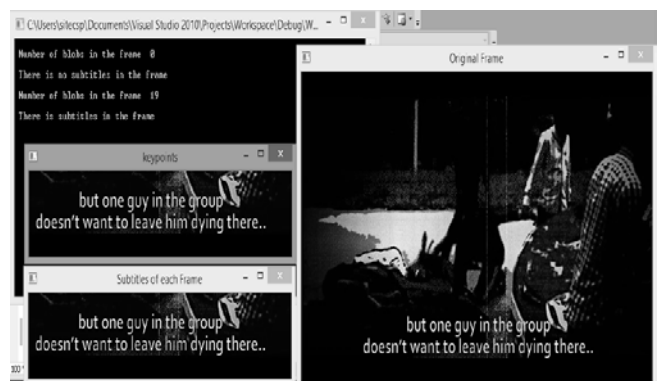 C:\Users\sitecsp\Documents\Visual Studio 2010\Projects\Workspace\Debug\W...
Number of blobs in the frame 0
There is no subtitles in the frame
Number of blobs in the frame 19
There is subtitles in the frame
keypoints
but one guy in the group
doesn't want to leave him dying there..
Subtitles of each Frame
but one guy in the group
doesn't want to leave him dying there..
100
Original Frame
but one guy in the group
doesn't want to leave him dying there..